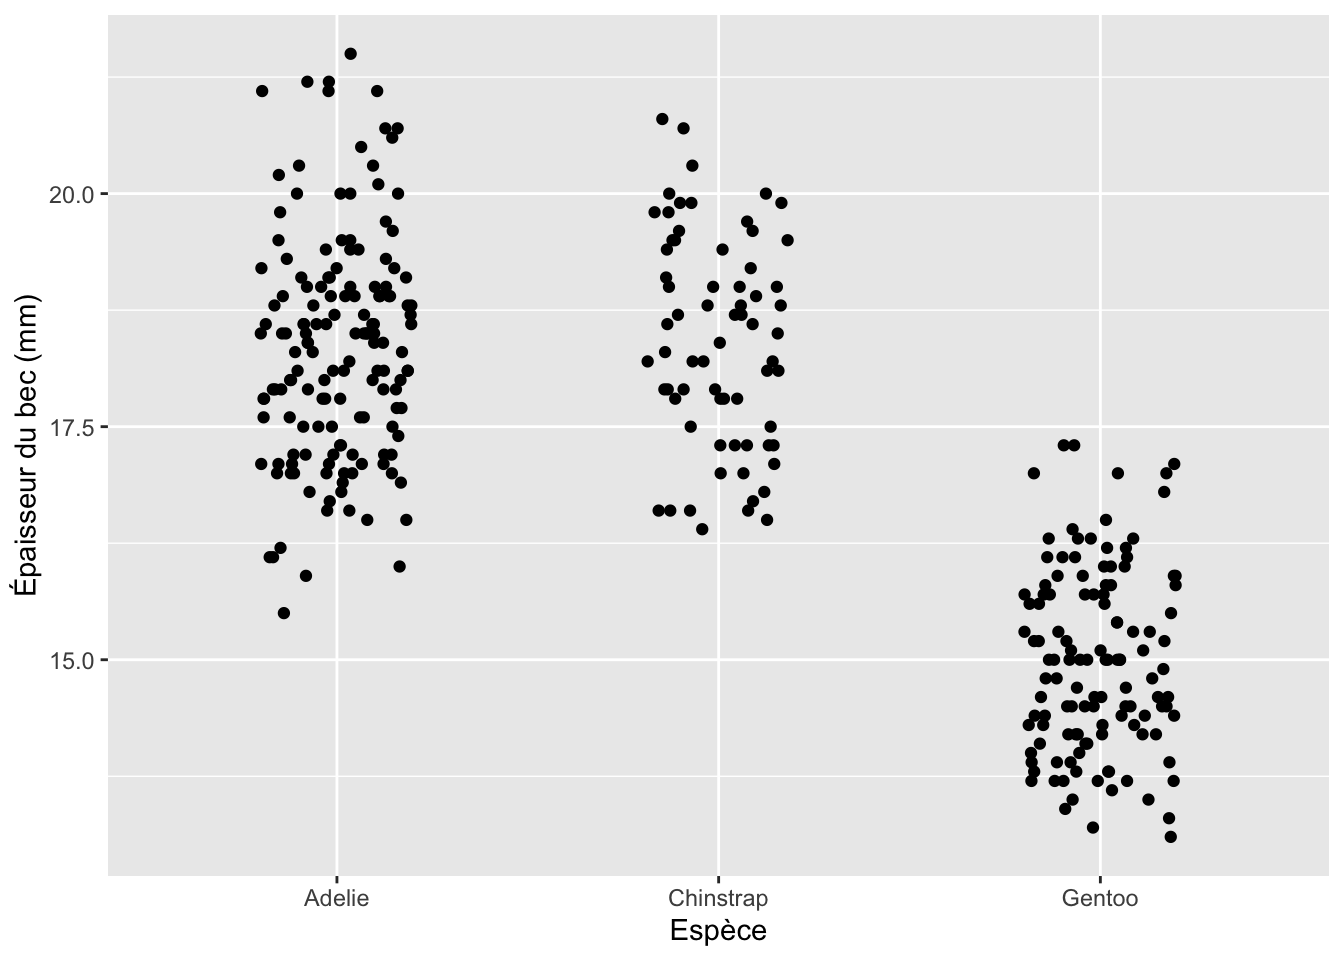 Épaisseur du bec (mm)
20.0
17.5
15.0
Adelie
Chinstrap
Gentoo
Espèce